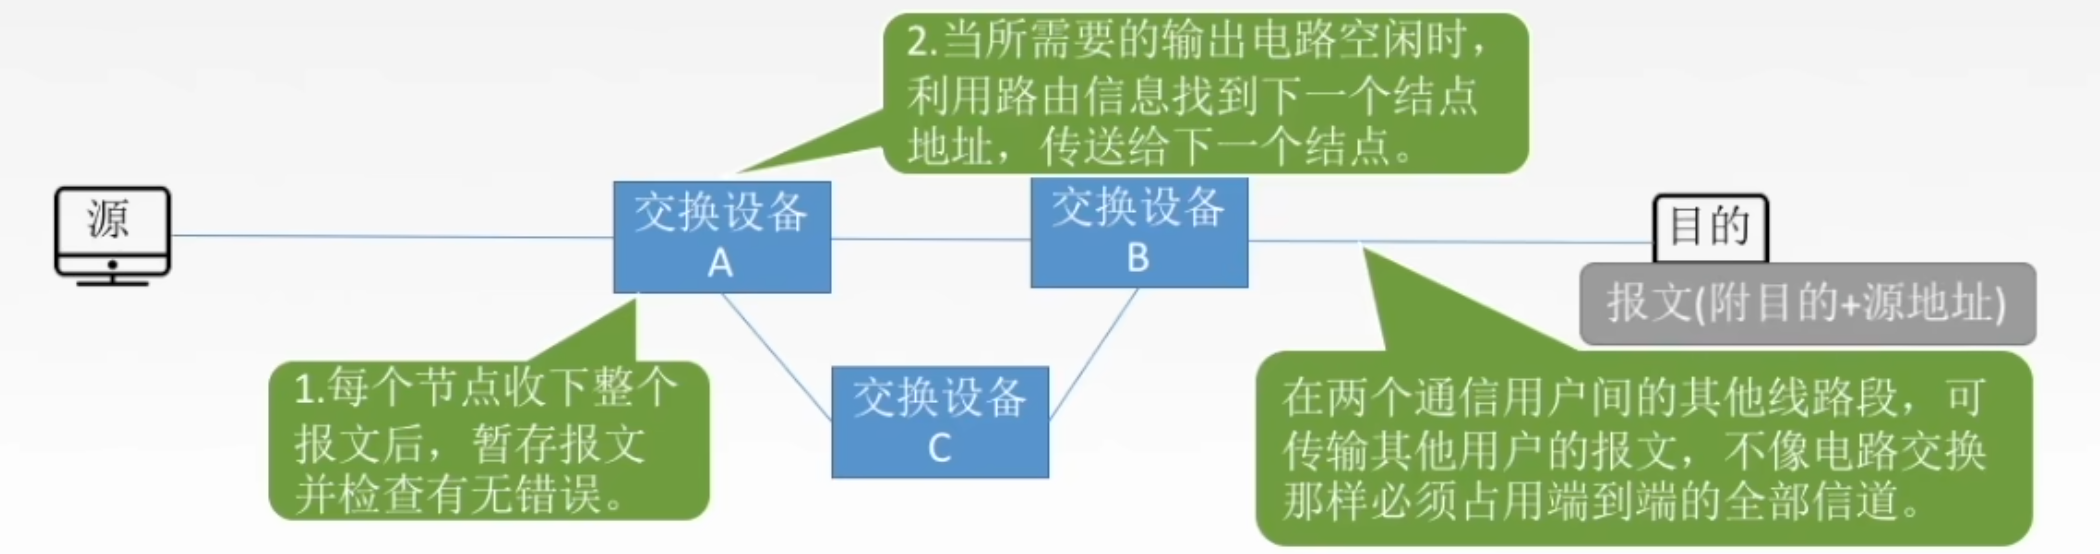 2.当所需要的输出电路空闲时，
利用路由信息找到下一个结点
地址，传送给下一个结点。
源
交换设备
A
交换设备
B
目的
报文(附目的+源地址)
1.每个节点收下整个
报文后，暂存报文
并检查有无错误。
交换设备
C
在两个通信用户间的其他线路段，可
传输其他用户的报文，不像电路交换
那样必须占用端到端的全部信道。